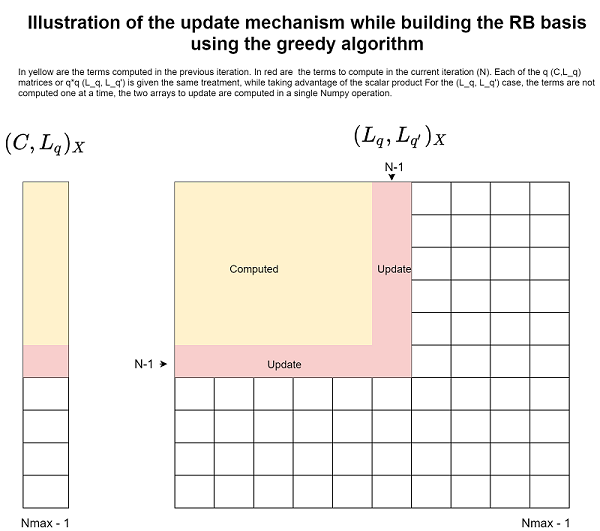 Illustration of the update mechanism while building the RB basis
using the greedy algorithm
In yellow are the terms computed in the previous iteration. In red are the terms to compute in the current iteration (N). Each of the q (C,L_q)
matrices or q*q (L_q, L_q') is given the same treatment, while taking advantage of the scalar product For the (L_q, L_q') case, the terms are not
computed one at a time, the two arrays to update are computed in a single Numpy operation.
(C, L_q)_X
(L_q, L_q')_X
N-1
Computed
Update
N-1
Update
Nmax - 1
Nmax - 1